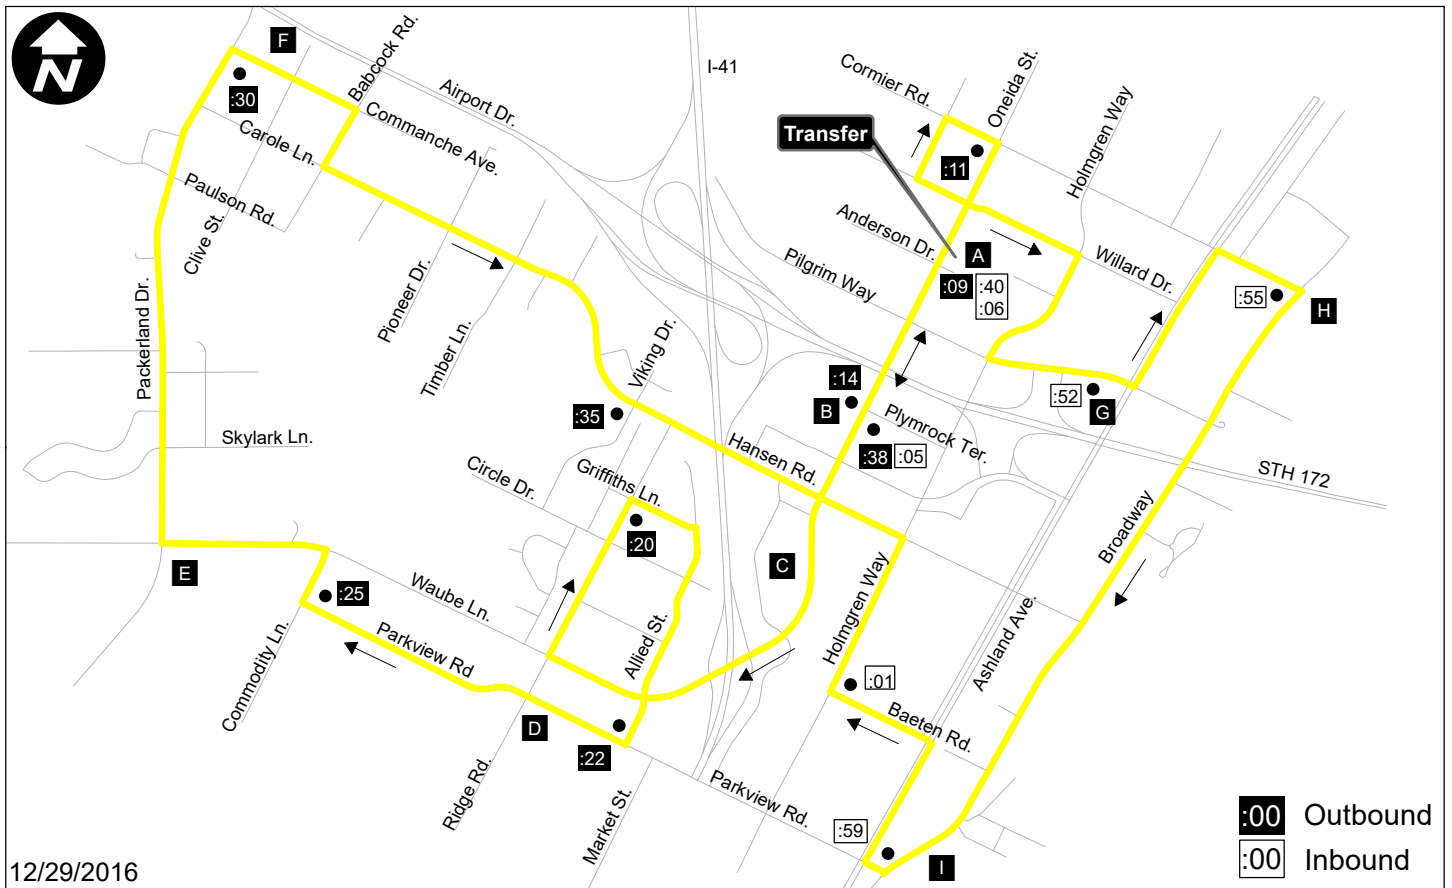 N
F
:30
Babcock Rd.
Airport Dr.
Commanche Ave.
Carole Ln.
Paulson Rd.
Clive St.
Packerland Dr.
Pioneer Dr.
Timber Ln.
Viking Dr.
:35
Skylark Ln.
Circle Dr.
Griffiths Ln.
:20
E
:25
Waube Ln.
Parkview Rd
Commodity Ln.
Allied St.
D
:22
Ridge Rd.
Market St.
I-41
Cormier Rd.
Oneida St.
Holmgren Way
Transfer
:11
Anderson Dr.
Pilgrim Way
A
:09
:40
:06
Willard Dr.
:55
H
:14
B
:52
G
Plymrock Ter.
:38
:05
Hansen Rd.
STH 172
Broadway
C
Holmgren Way
Ashland Ave.
:01
Baeten Rd.
Parkview Rd.
:59
I
:00 Outbound
:00 Inbound
12/29/2016